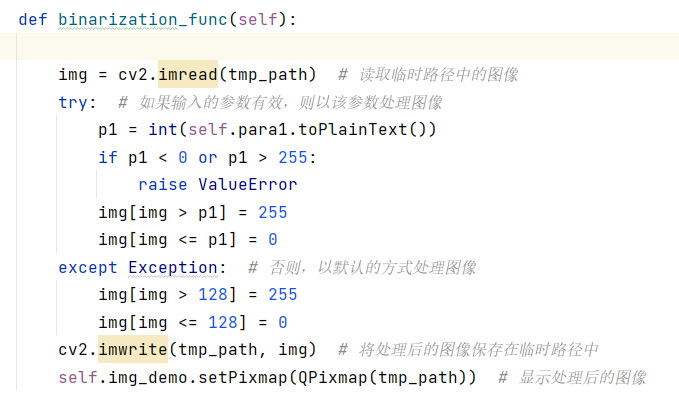 def binarization_func(self):
    img = cv2.imread(tmp_path)  # 读取临时路径中的图像
    try:  # 如果输入的参数有效，则以该参数处理图像
        p1 = int(self.para1.toPlainText())
        if p1 < 0 or p1 > 255:
            raise ValueError
        img[img > p1] = 255
        img[img <= p1] = 0
    except Exception:  # 否则，以默认的方式处理图像
        img[img > 128] = 255
        img[img <= 128] = 0
    cv2.imwrite(tmp_path, img)  # 将处理后的图像保存在临时路径中
    self.img_demo.setPixmap(QPixmap(tmp_path))  # 显示处理后的图像